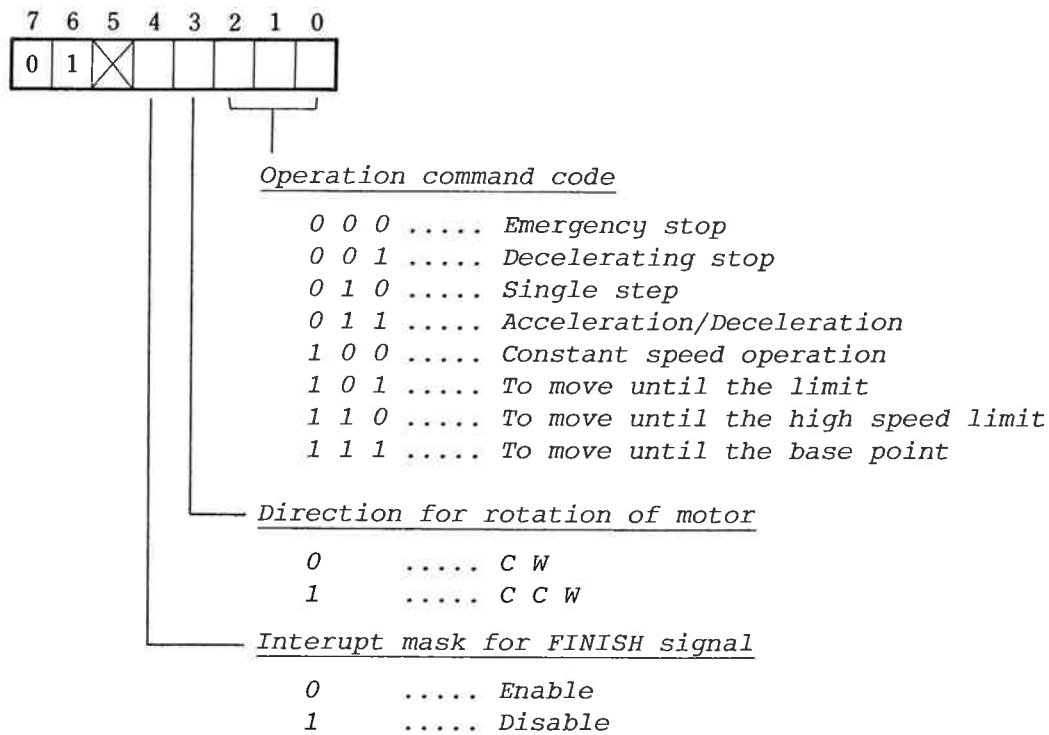 7 6 5 4 3 2 1 0
0 1
Operation command code
0 0 0 ..... Emergency stop
0 0 1 ..... Decelerating stop
0 1 0 ..... Single step
0 1 1 ..... Acceleration/Deceleration
1 0 0 ..... Constant speed operation
1 0 1 ..... To move until the limit
1 1 0 ..... To move until the high speed limit
1 1 1 ..... To move until the base point
Direction for rotation of motor
0 ..... C W
1 ..... C C W
Interupt mask for FINISH signal
0 ..... Enable
1 ..... Disable